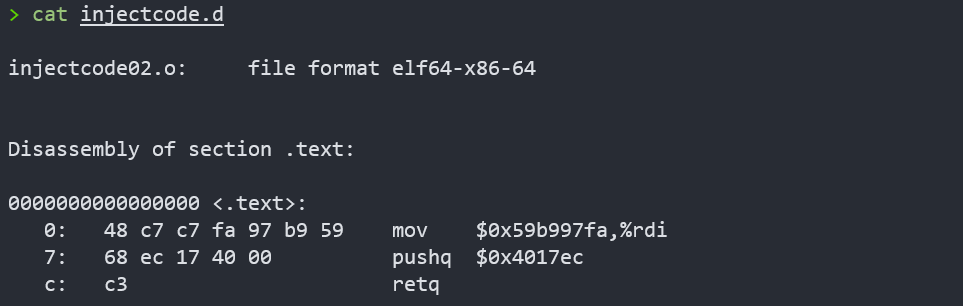 > cat injectcode.d
injectcode02.o:     file format elf64-x86-64
Disassembly of section .text:
0000000000000000 <.text>:
   0:   48 c7 c7 fa 97 b9 59    mov    $0x59b997fa,%rdi
   7:   68 ec 17 40 00          pushq  $0x4017ec
   c:   c3                      retq